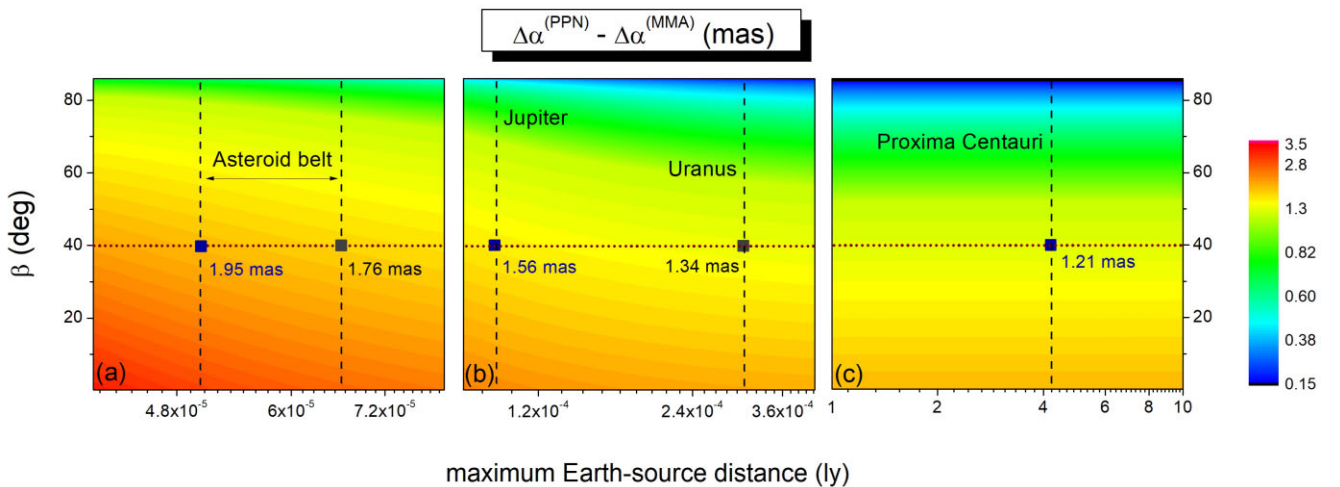 Δα(PPN) - Δα(MMA) (mas)
β (deg)
80
60
40
20
Asteroid belt
1.95 mas
1.76 mas
(a)
4.8x10-5
6x10-5
7.2x10-5
Jupiter
Uranus
1.56 mas
1.34 mas
(b)
1.2x10-4
2.4x10-4
3.6x10-4
Proxima Centauri
1.21 mas
(c)
1
2
4
6
8
10
80
60
40
20
3.5
2.8
1.3
0.82
0.60
0.38
0.15
maximum Earth-source distance (ly)